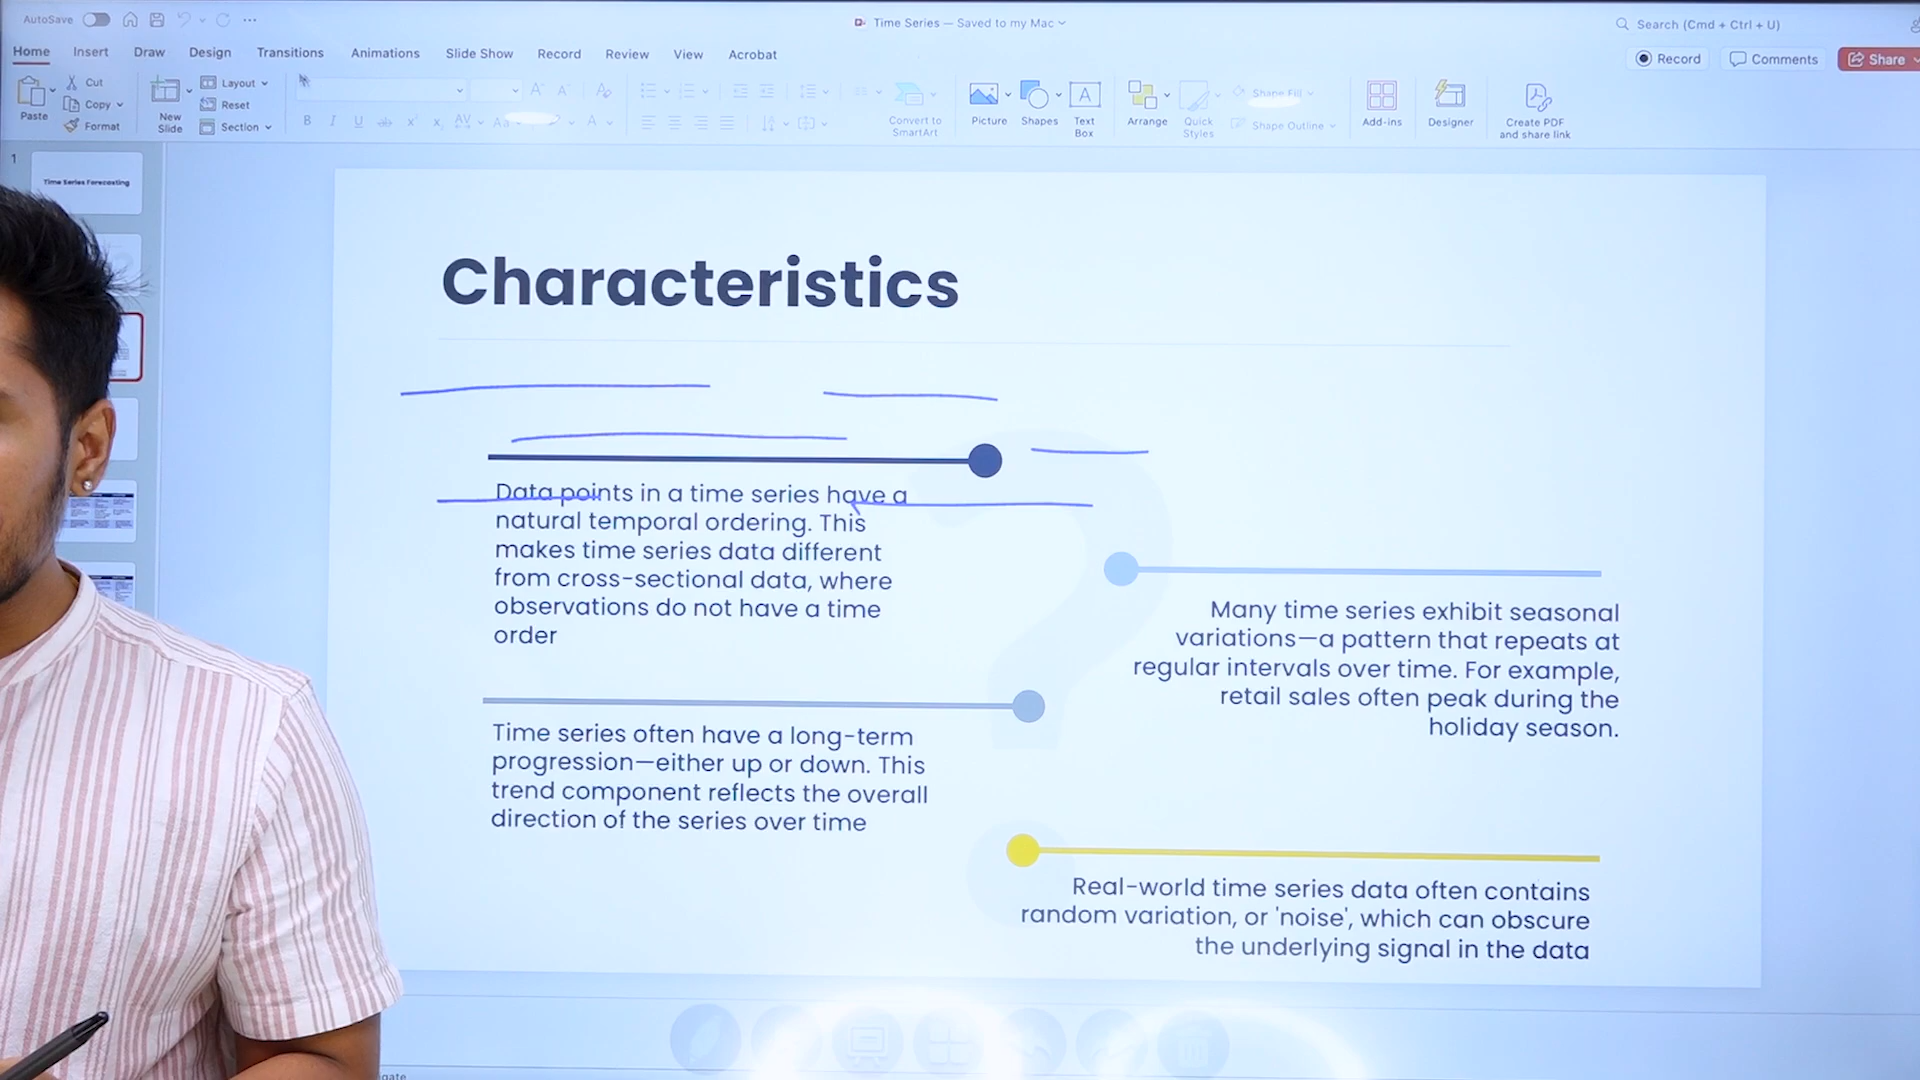 AutoSave
Time Series — Saved to my Mac
Search (Cmd + Ctrl + U)
Home Insert Draw Design Transitions Animations Slide Show Record Review View Acrobat
Record Comments Share
Paste
Cut
Copy
Format
New Slide
Layout
Reset
Section
Convert to SmartArt
Picture
Shapes
Text Box
Arrange
Quick Styles
Shape Fill
Shape Outline
Add-ins
Designer
Create PDF and share link
1
Time Series Forecasting
Characteristics
Data points in a time series have a
natural temporal ordering. This
makes time series data different
from cross-sectional data, where
observations do not have a time
order
Many time series exhibit seasonal
variations—a pattern that repeats at
regular intervals over time. For example,
retail sales often peak during the
holiday season.
Time series often have a long-term
progression—either up or down. This
trend component reflects the overall
direction of the series over time
Real-world time series data often contains
random variation, or 'noise', which can obscure
the underlying signal in the data